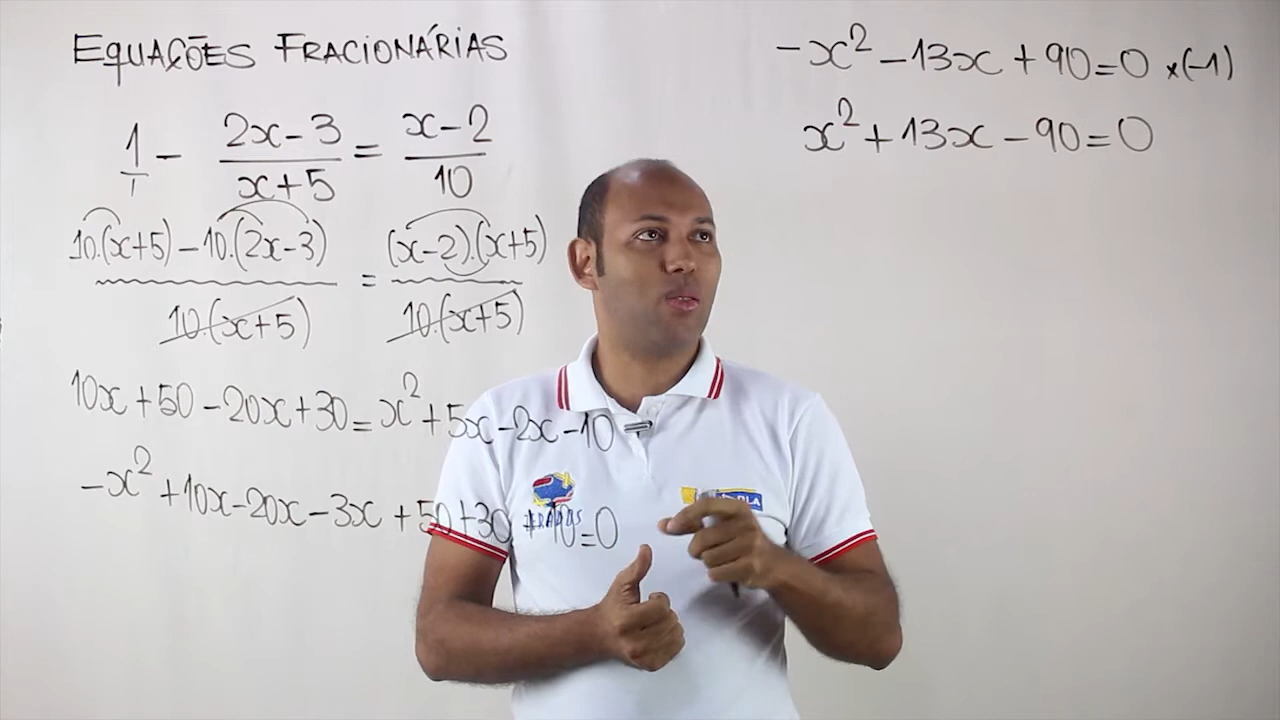 EQUAÇÕES FRACIONÁRIAS
1/1 - (2x-3)/(x+5) = (x-2)/10
(10.(x+5)-10.(2x-3))/(10.(x+5)) = ((x-2).(x+5))/(10.(x+5))
10x+50-20x+30=x²+5x-2x-10
-x²+10x-20x-3x+50+30+10=0
-x²-13x+90=0 x(-1)
x²+13x-90=0